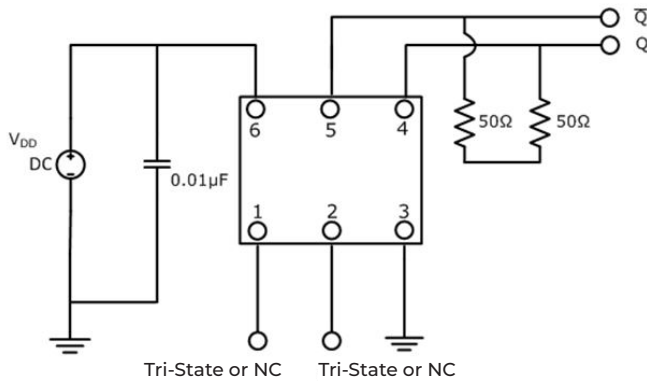 Q̅
Q
6 5 4
50Ω 50Ω
V_DD
DC
+
-
0.01µF
1 2 3
Tri-State or NC Tri-State or NC